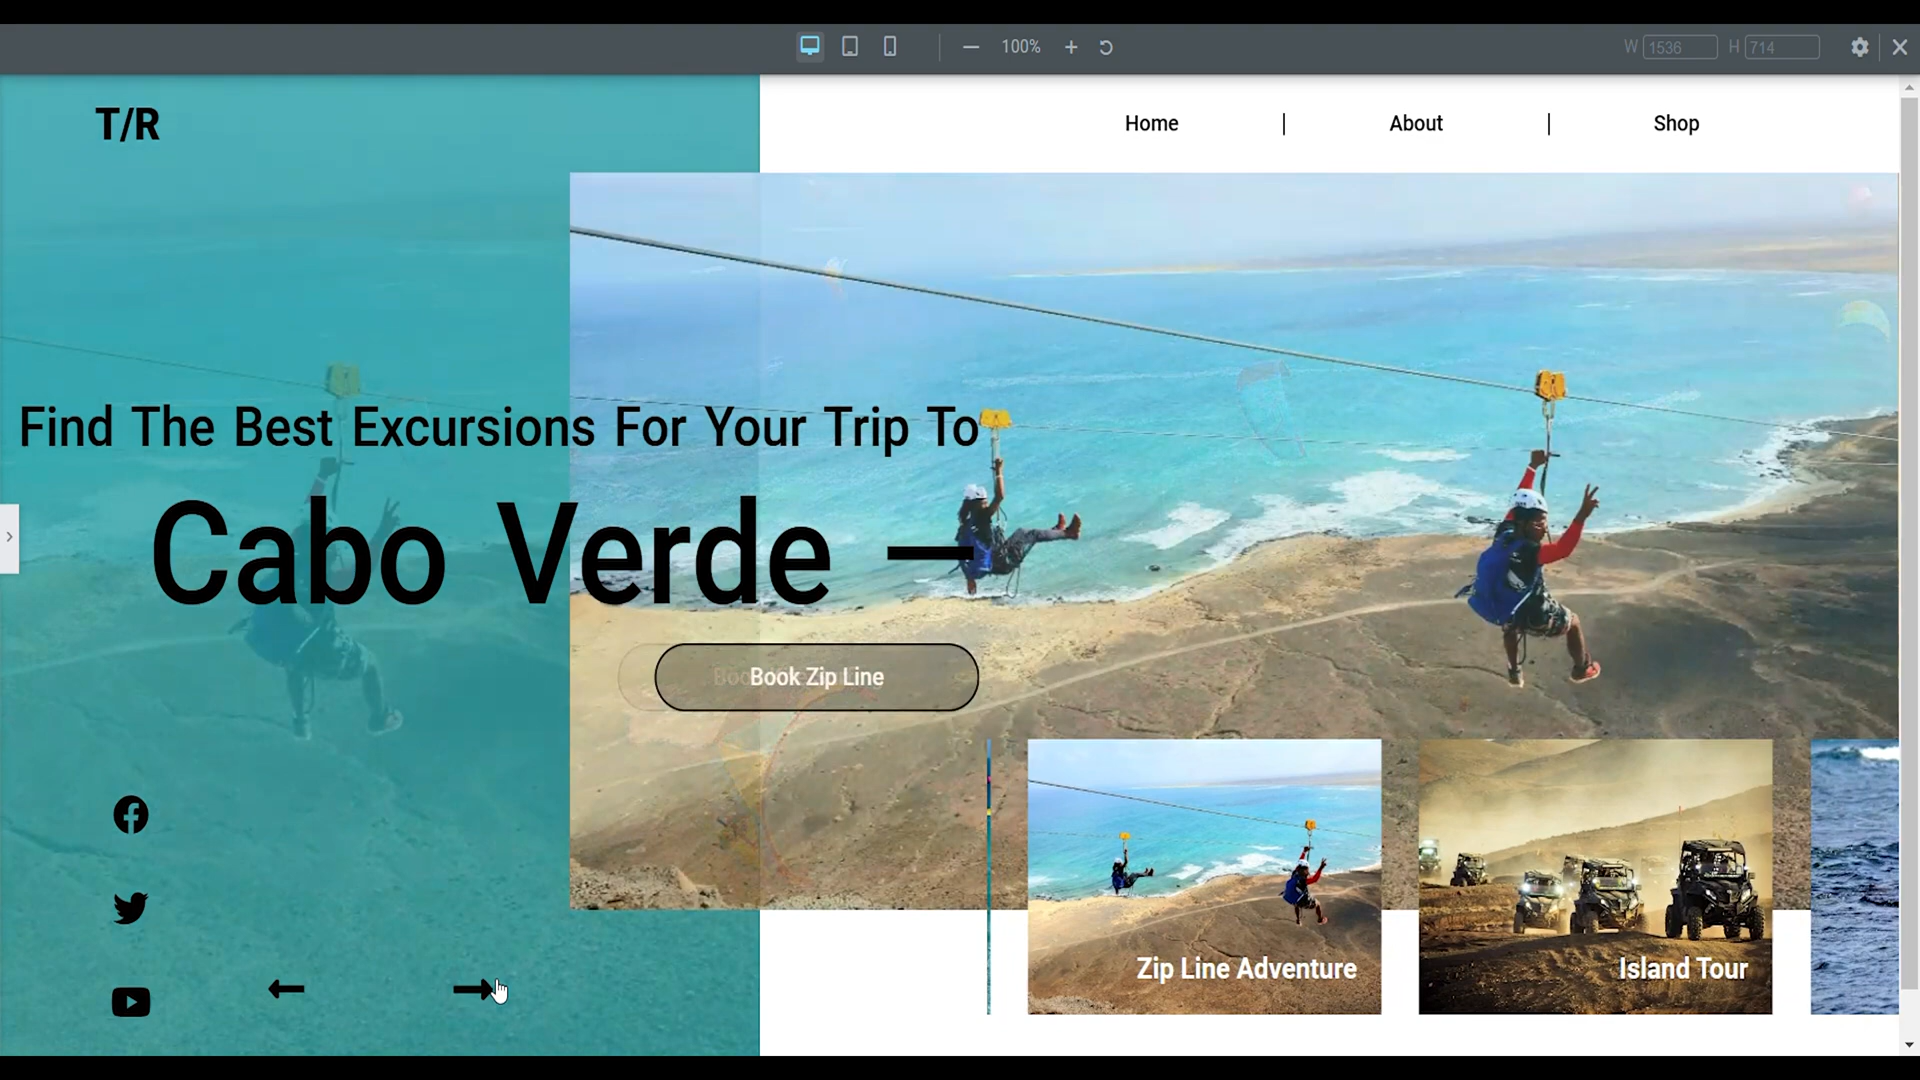 100%
W 1536 H 714
T/R
Home | About | Shop
Find The Best Excursions For Your Trip To
Cabo Verde —
Book Zip Line
Zip Line Adventure
Island Tour